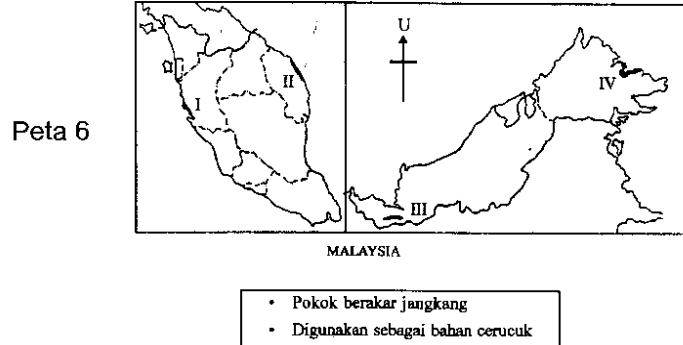 U
II
IV
I
Peta 6
III
MALAYSIA
• Pokok berakar jangkang
• Digunakan sebagai bahan cerucuk